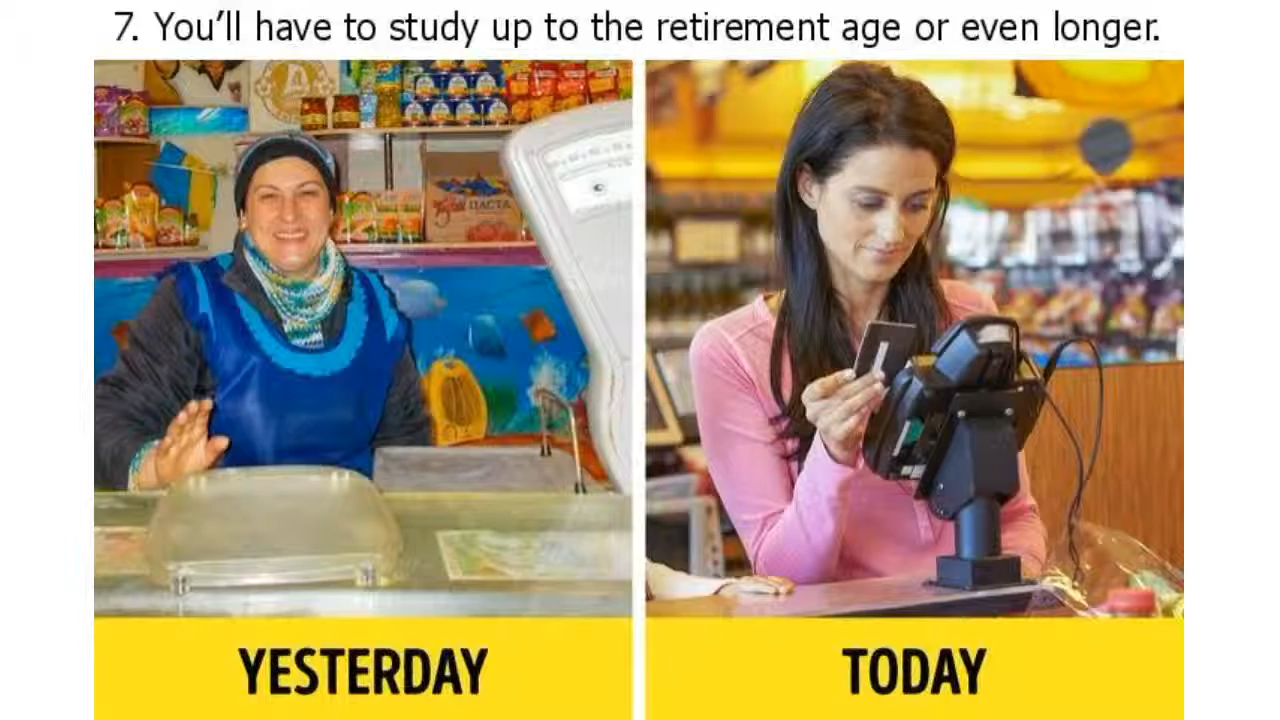 7. You’ll have to study up to the retirement age or even longer.
ПАСТА
YESTERDAY
TODAY